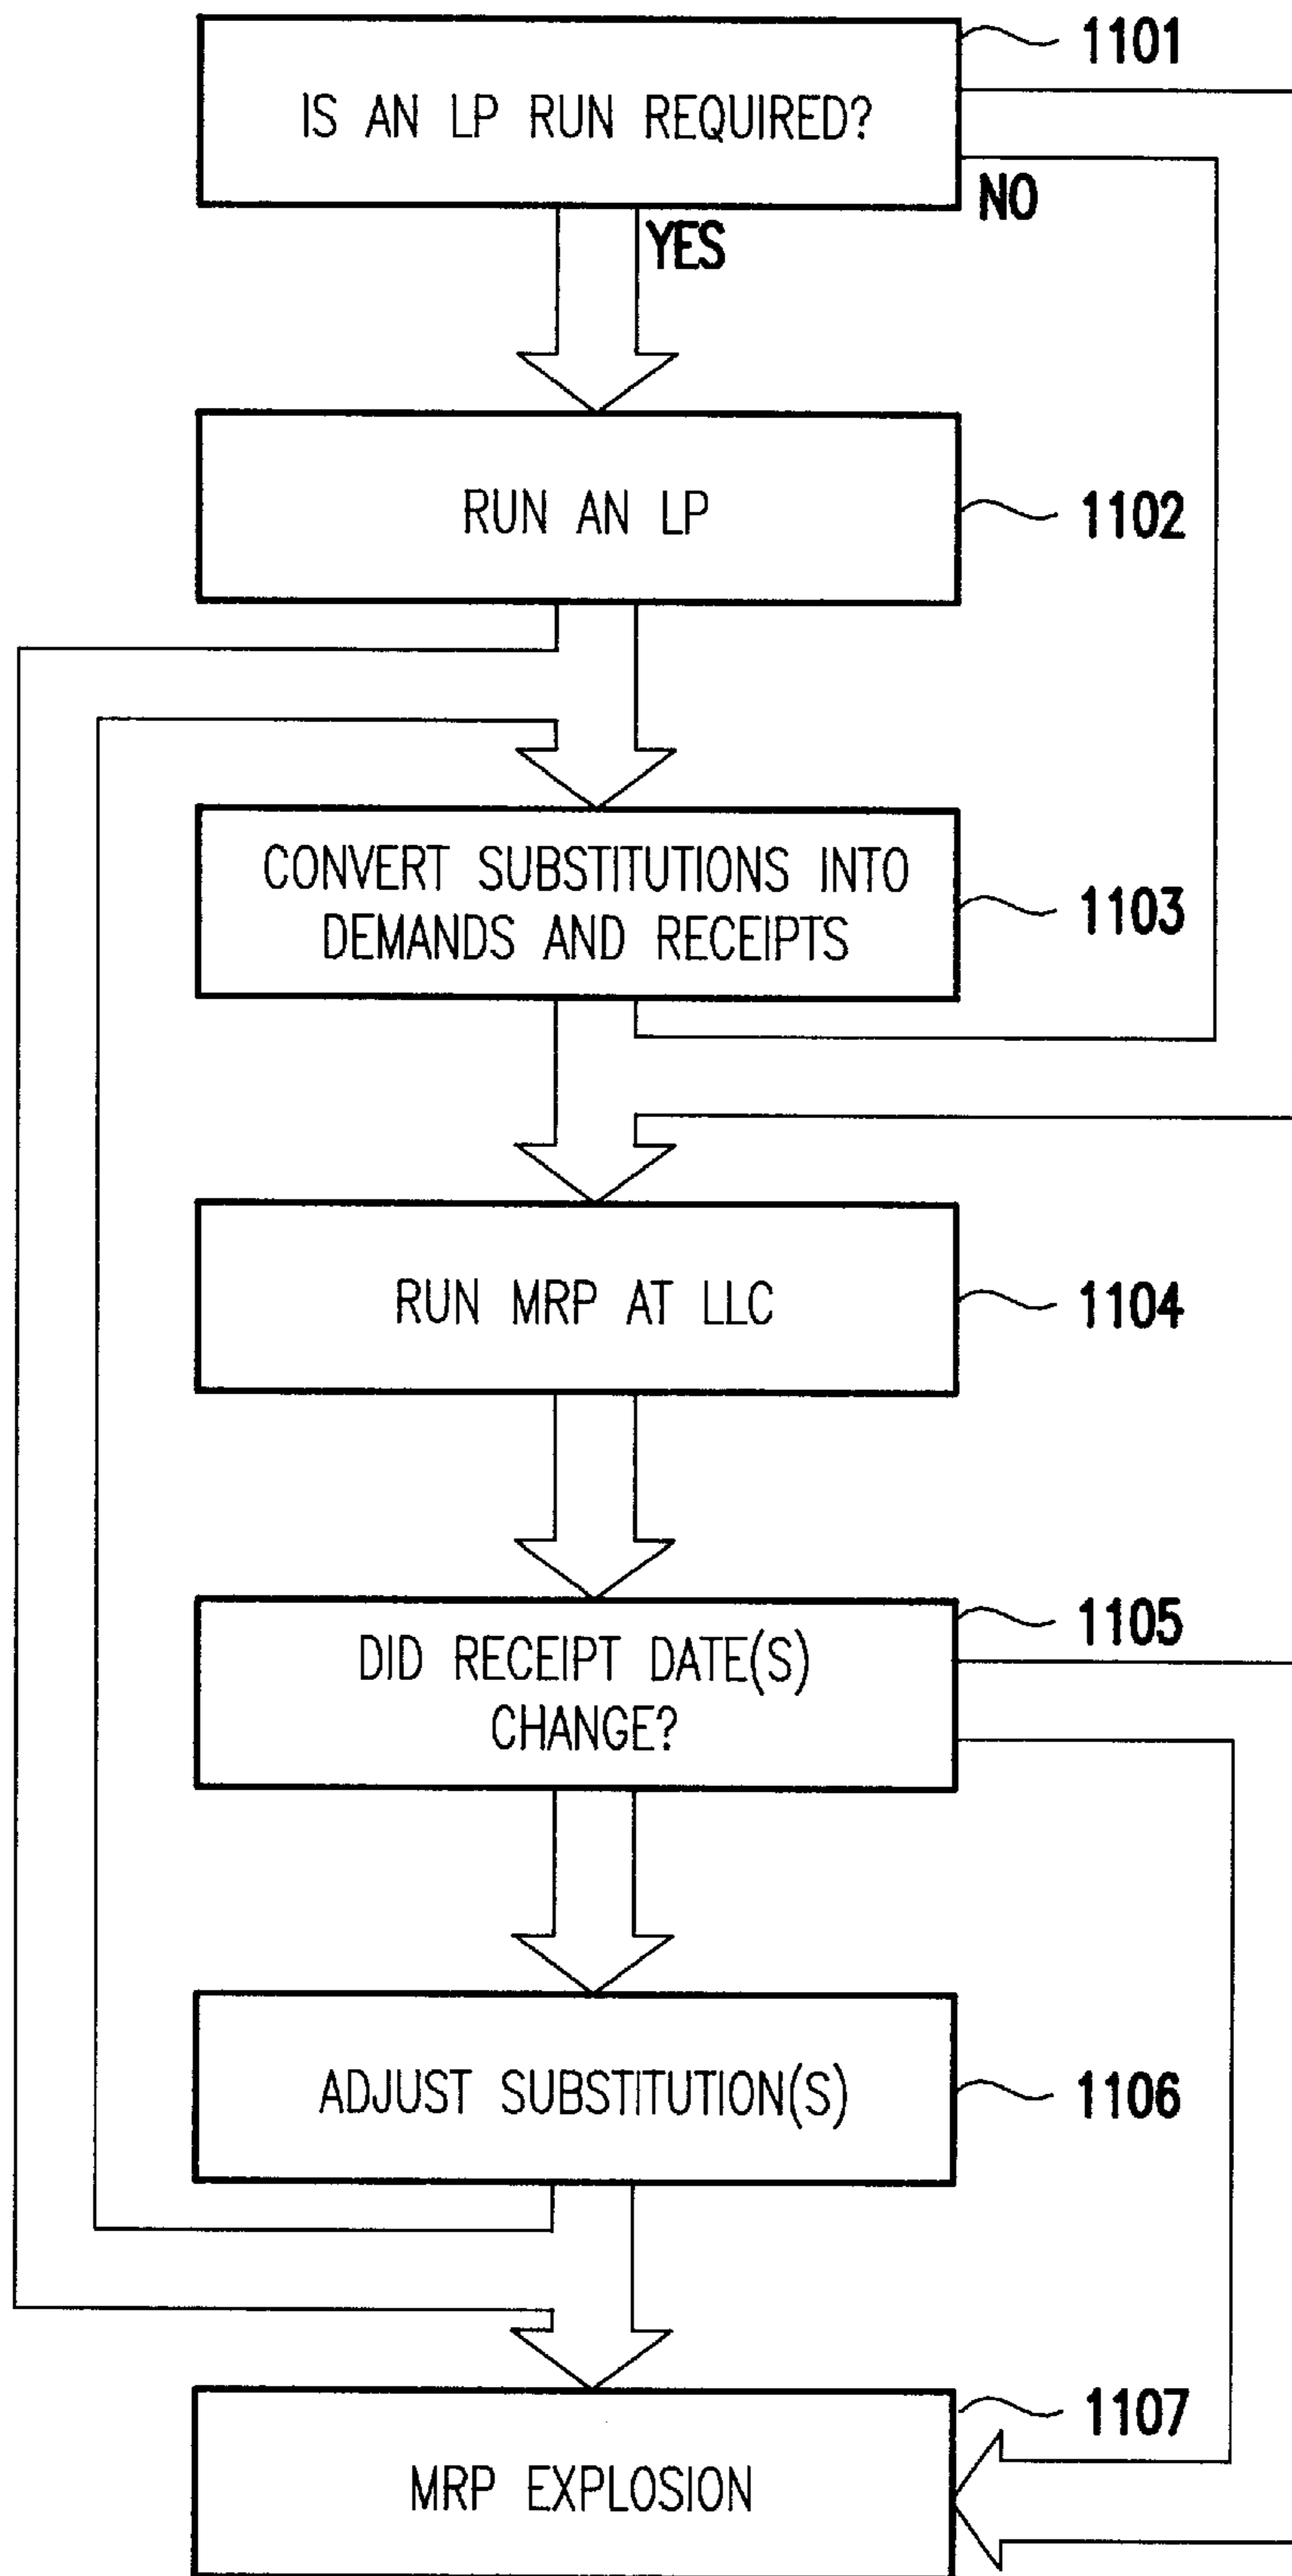 IS AN LP RUN REQUIRED?
1101
NO
YES
RUN AN LP
1102
CONVERT SUBSTITUTIONS INTO
DEMANDS AND RECEIPTS
1103
RUN MRP AT LLC
1104
DID RECEIPT DATE(S)
CHANGE?
1105
ADJUST SUBSTITUTION(S)
1106
MRP EXPLOSION
1107